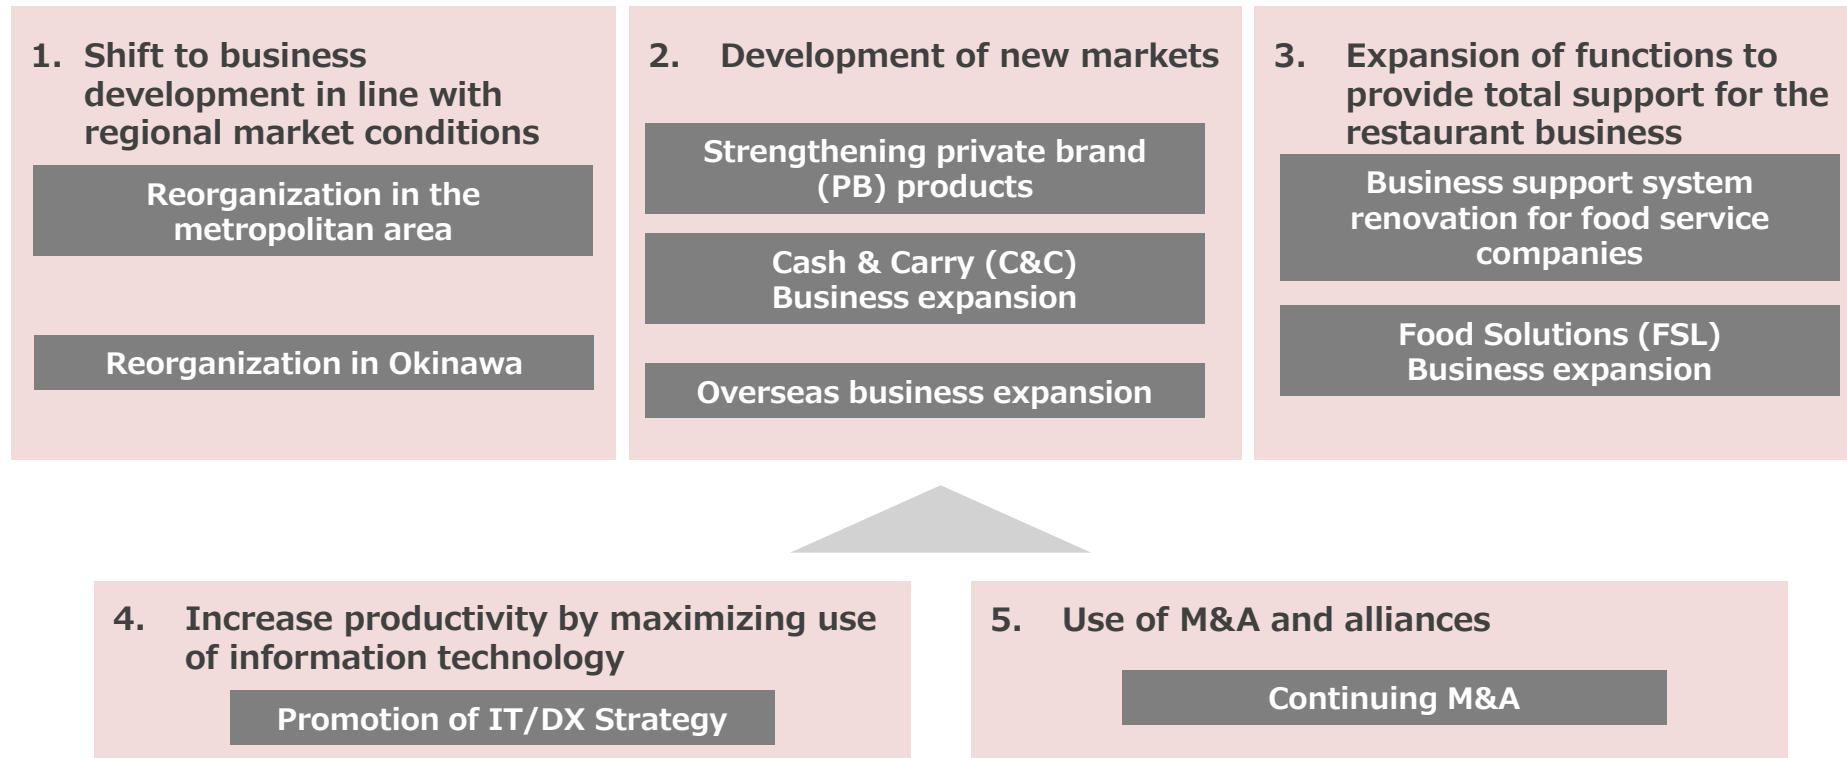 1. Shift to business
development in line with
regional market conditions
Reorganization in the
metropolitan area
Reorganization in Okinawa
2. Development of new markets
Strengthening private brand
(PB) products
Cash & Carry (C&C)
Business expansion
Overseas business expansion
3. Expansion of functions to
provide total support for the
restaurant business
Business support system
renovation for food service
companies
Food Solutions (FSL)
Business expansion
4. Increase productivity by maximizing use
of information technology
Promotion of IT/DX Strategy
5. Use of M&A and alliances
Continuing M&A